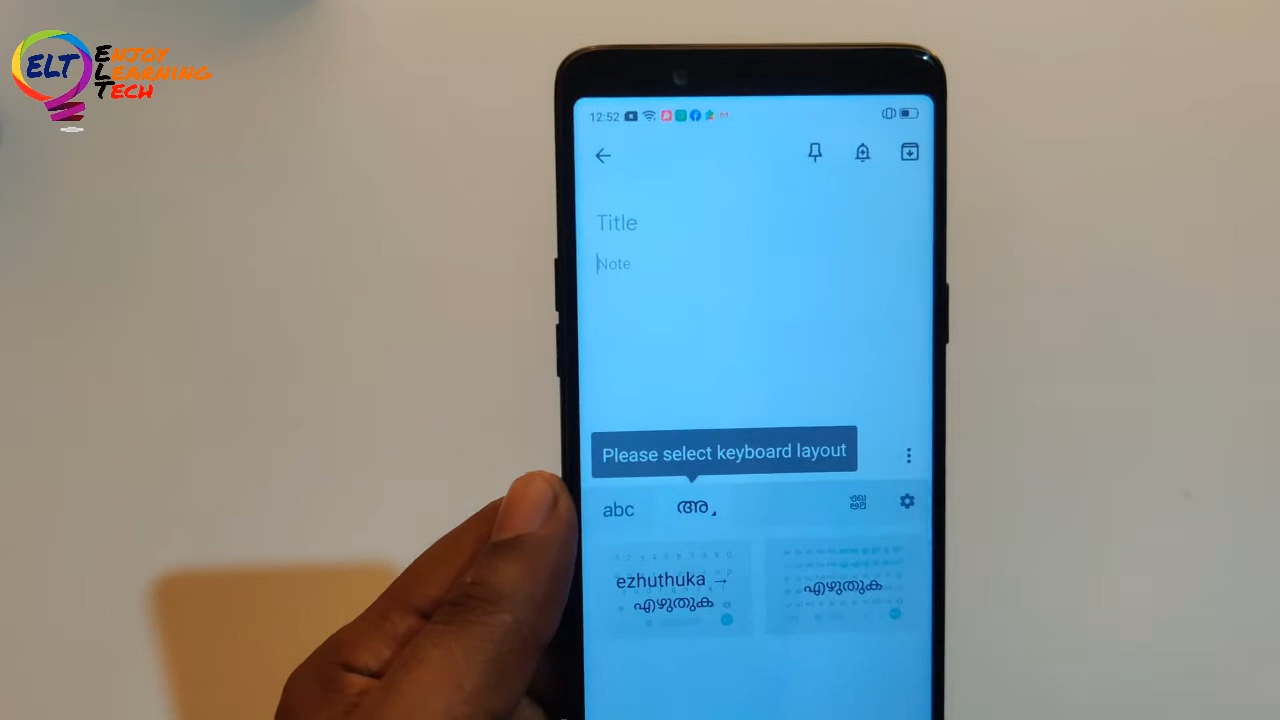 ELT
ENJOY
LEARNING
TECH
12:52
Title
Note
Please select keyboard layout
abc
അ
ezhuthuka →
എഴുതുക
എഴുതുക